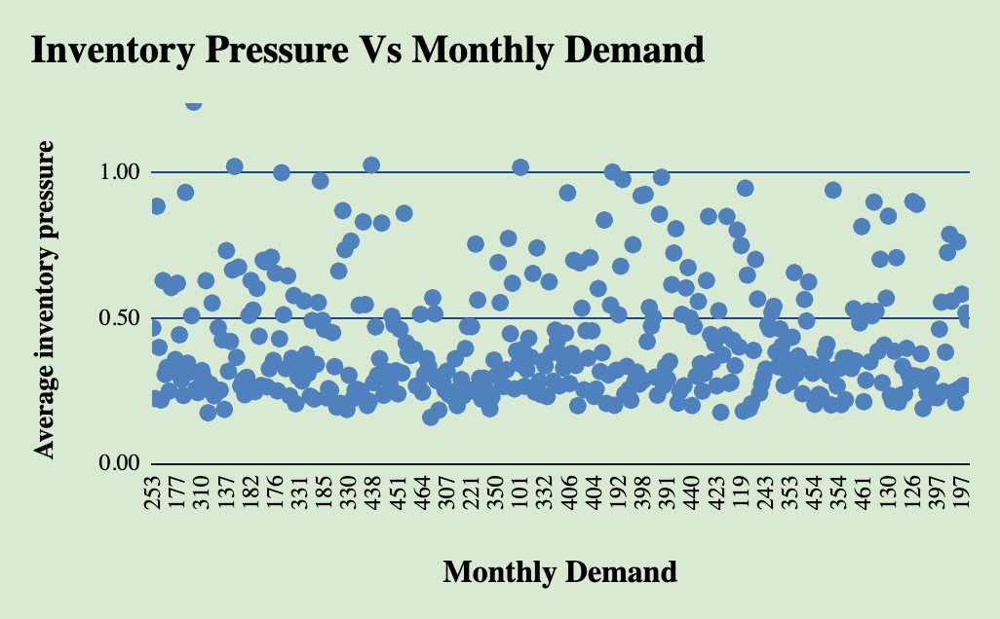 Inventory Pressure Vs Monthly Demand
Average inventory pressure
1.00
0.50
0.00
253 177 310 137 182 176 331 185 330 438 451 464 307 221 350 101 332 406 404 192 398 391 440 423 119 243 353 454 354 461 130 126 397 197
Monthly Demand